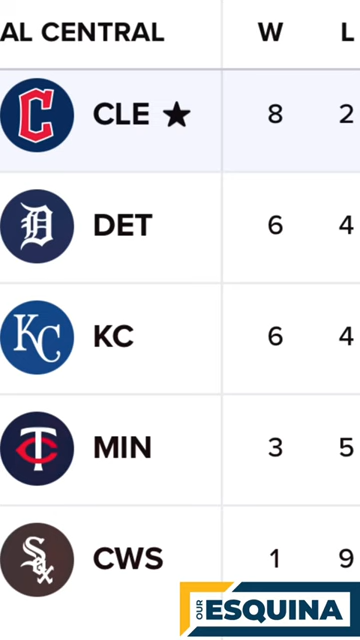 AL CENTRAL W L
CLE ★ 8 2
DET 6 4
KC 6 4
MIN 3 5
CWS 1 9
OUR ESQUINA